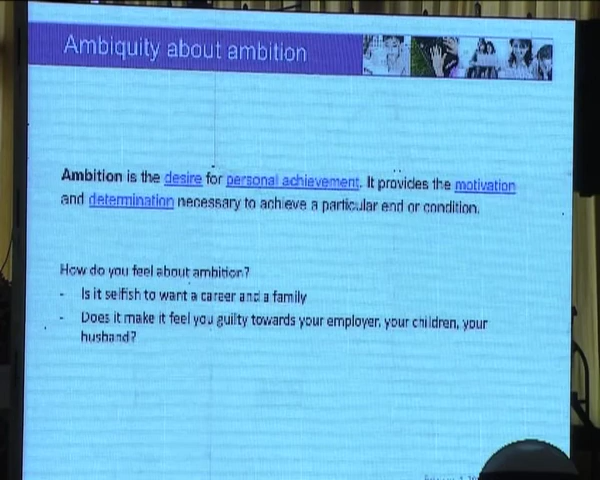 Ambiquity about ambition
Ambition is the desire for personal achievement. It provides the motivation
and determination necessary to achieve a particular end or condition.
How do you feel about ambition?
- Is it selfish to want a career and a family
- Does it make it feel you guilty towards your employer, your children, your
husband?